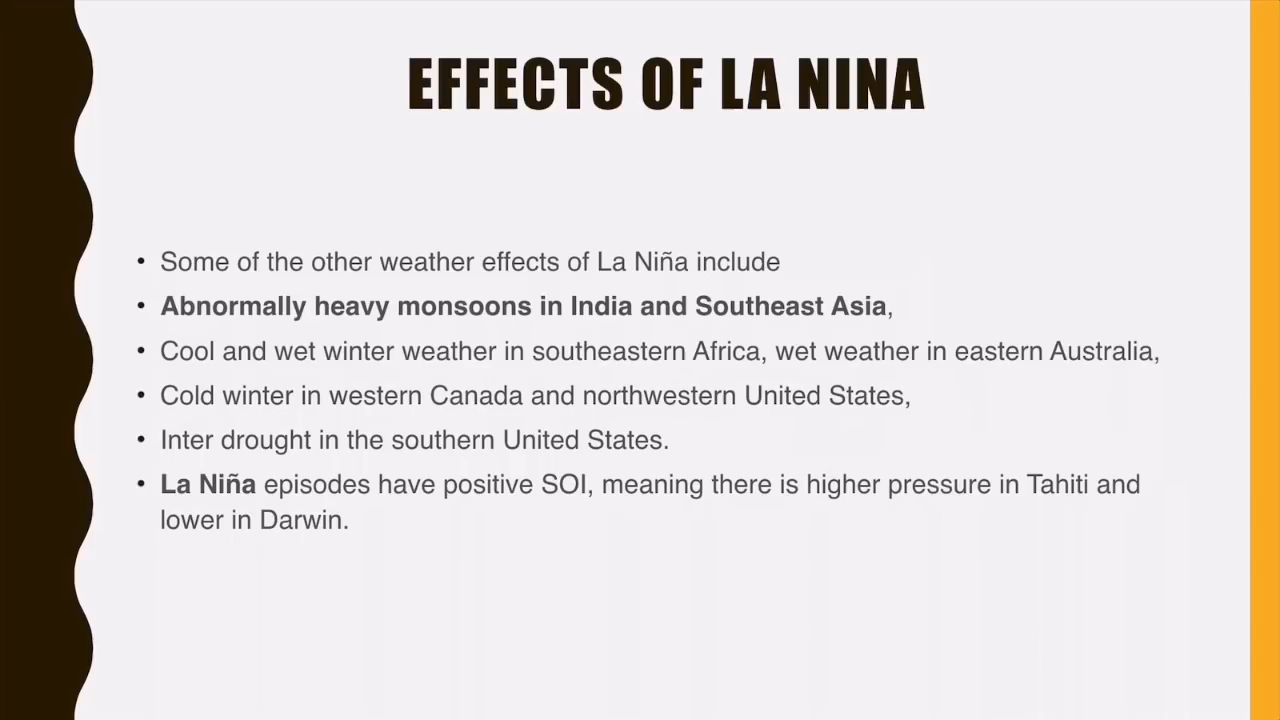 EFFECTS OF LA NINA
• Some of the other weather effects of La Niña include
• Abnormally heavy monsoons in India and Southeast Asia,
• Cool and wet winter weather in southeastern Africa, wet weather in eastern Australia,
• Cold winter in western Canada and northwestern United States,
• Inter drought in the southern United States.
• La Niña episodes have positive SOI, meaning there is higher pressure in Tahiti and
lower in Darwin.